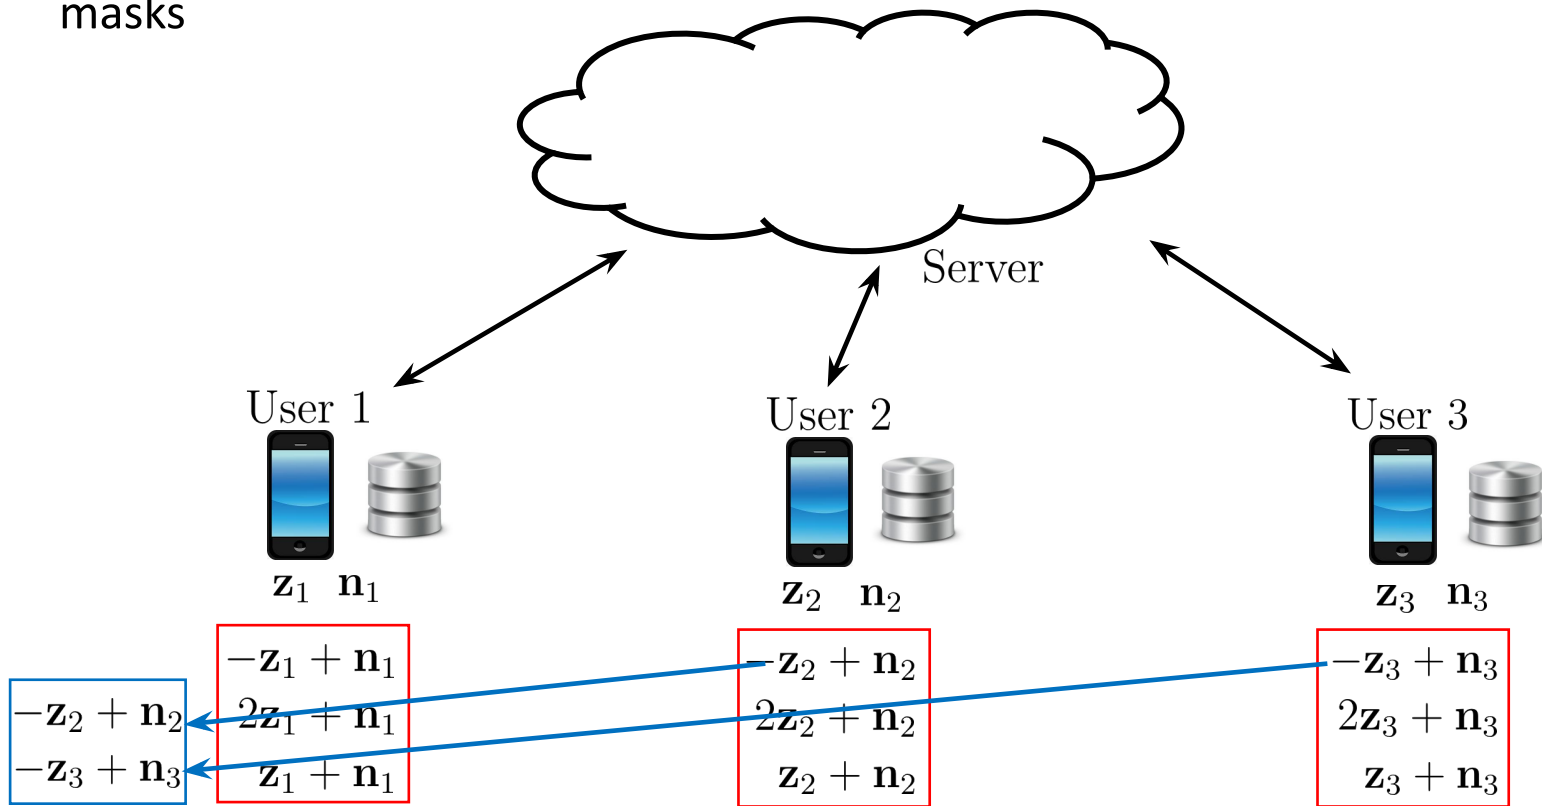 masks
Server
User 1
User 2
User 3
𝐳₁ 𝐧₁
𝐳₂ 𝐧₂
𝐳₃ 𝐧₃
−𝐳₁ + 𝐧₁
2𝐳₁ + 𝐧₁
𝐳₁ + 𝐧₁
−𝐳₂ + 𝐧₂
2𝐳₂ + 𝐧₂
𝐳₂ + 𝐧₂
−𝐳₃ + 𝐧₃
2𝐳₃ + 𝐧₃
𝐳₃ + 𝐧₃
−𝐳₂ + 𝐧₂
−𝐳₃ + 𝐧₃